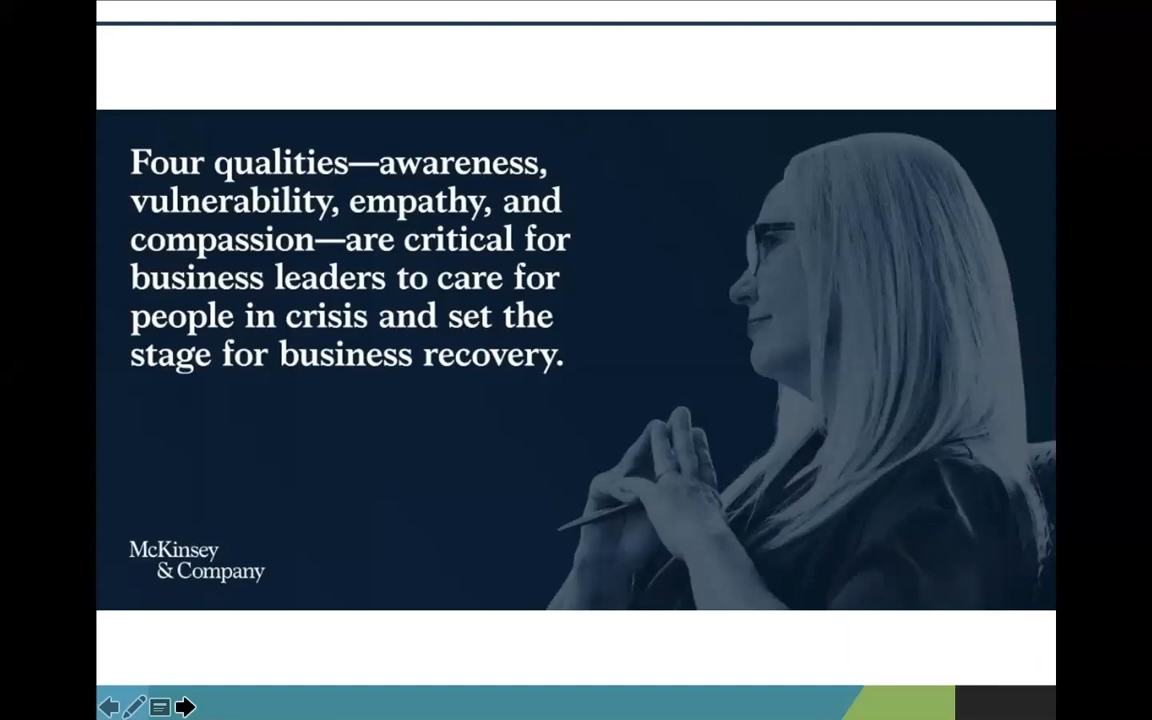 Four qualities—awareness,
vulnerability, empathy, and
compassion—are critical for
business leaders to care for
people in crisis and set the
stage for business recovery.
McKinsey
& Company